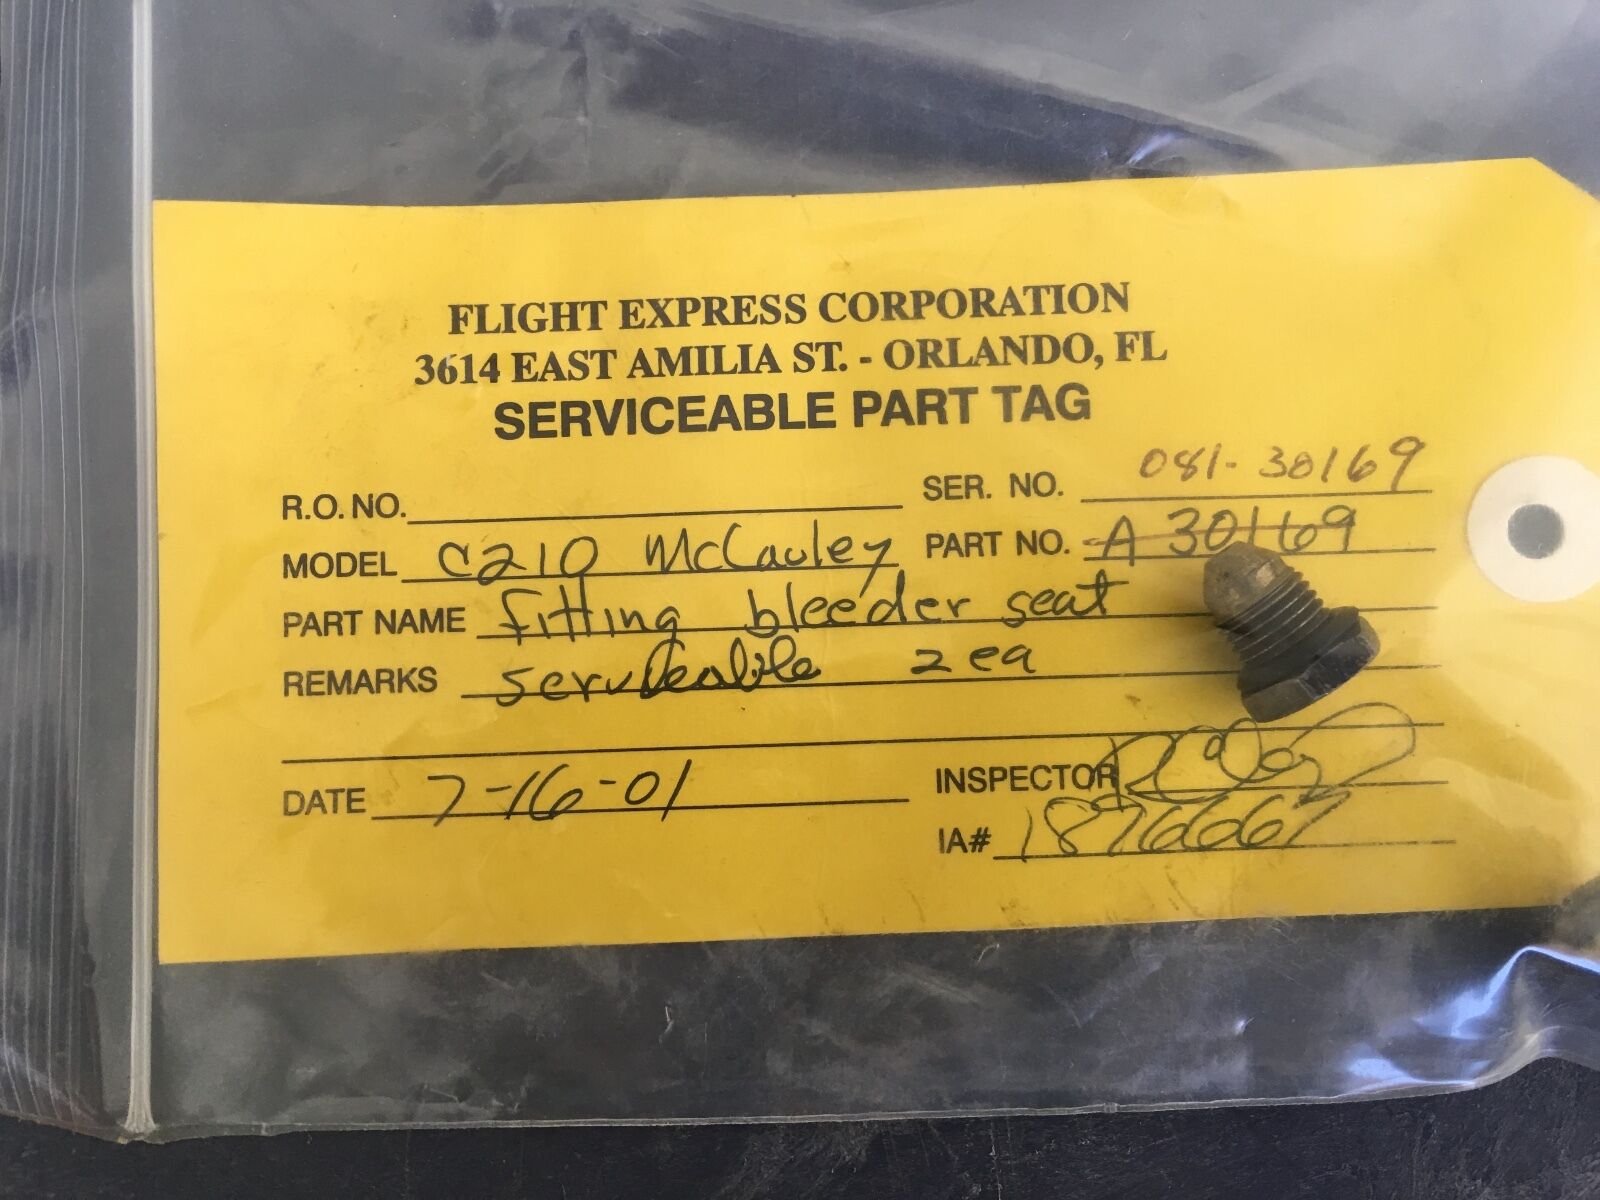 FLIGHT EXPRESS CORPORATION
3614 EAST AMILIA ST. - ORLANDO, FL
SERVICEABLE PART TAG
R.O. NO. SER. NO. 081-30169
MODEL C210 McCauley PART NO. A 30169
PART NAME fitting bleeder seat
REMARKS serviceable 2 ea
DATE 7-16-01 INSPECTOR
IA# 1876667